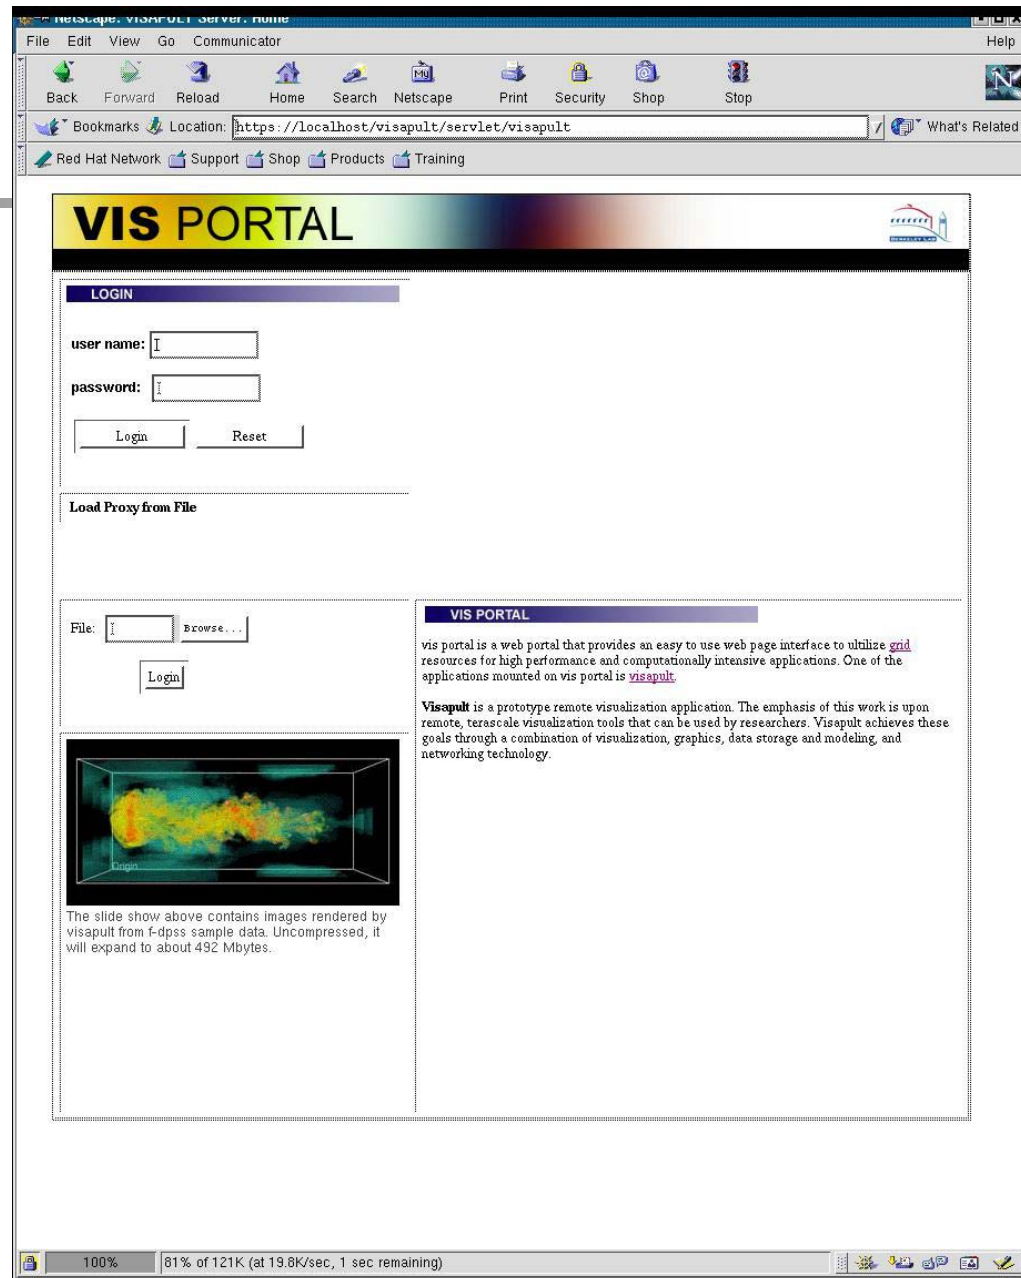 Netscape: VISAPULT Server: Home
File Edit View Go Communicator Help
Back Forward Reload Home Search Netscape Print Security Shop Stop
My
N
Bookmarks Location: https://localhost/visapult/servlet/visapult What's Related
Red Hat Network Support Shop Products Training
VIS PORTAL
BERKELEY LAB
LOGIN
user name:
password:
Login Reset
Load Proxy from File
File: Browse...
Login
VIS PORTAL
vis portal is a web portal that provides an easy to use web page interface to ultilize grid
resources for high performance and computationally intensive applications. One of the
applications mounted on vis portal is visapult.
Visapult is a prototype remote visualization application. The emphasis of this work is upon
remote, terascale visualization tools that can be used by researchers. Visapult achieves these
goals through a combination of visualization, graphics, data storage and modeling, and
networking technology.
Origin
The slide show above contains images rendered by
visapult from f-dpss sample data. Uncompressed, it
will expand to about 492 Mbytes.
100% 81% of 121K (at 19.8K/sec, 1 sec remaining)